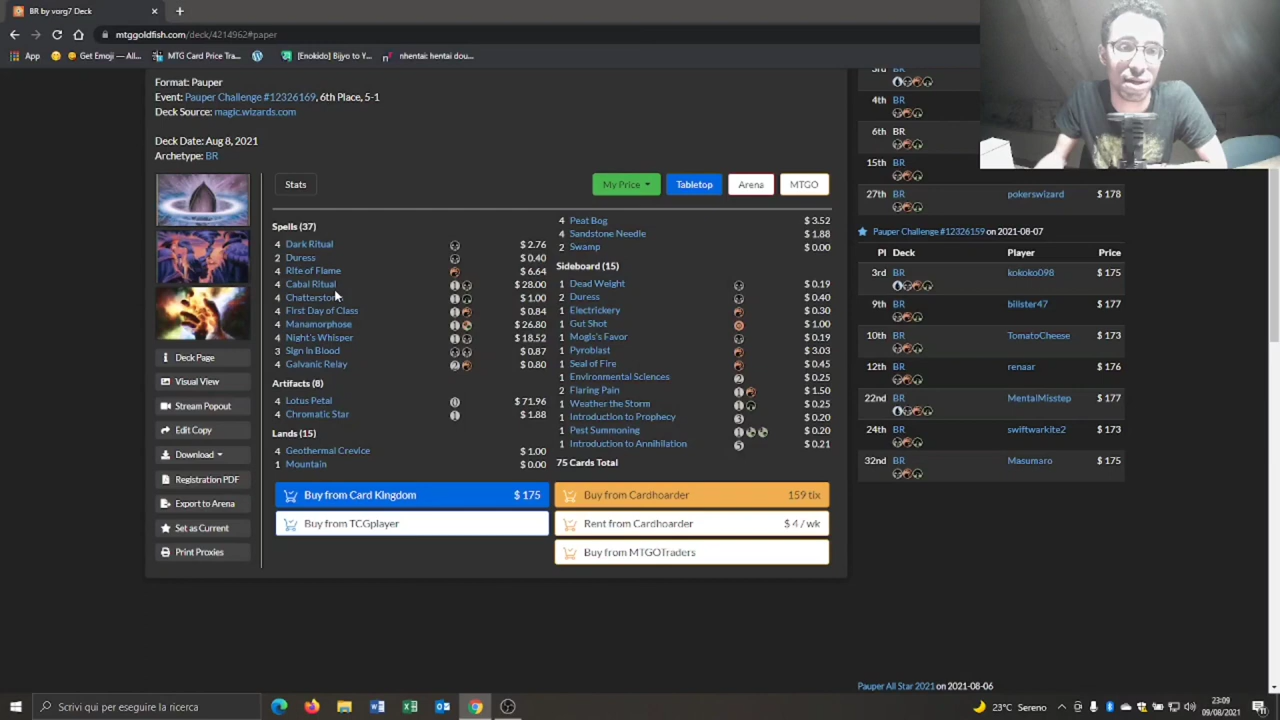 BR by vorg7 Deck
mtggoldfish.com/deck/4214962#paper
App
Get Emoji — All...
MTG Card Price Tra...
[Enokido] Bijyo to Y...
nhentai: hentai dou...
Format: Pauper
Event: Pauper Challenge #12326169, 6th Place, 5-1
Deck Source: magic.wizards.com
Deck Date: Aug 8, 2021
Archetype: BR
Deck Page
Visual View
Stream Popout
Edit Copy
Download
Registration PDF
Export to Arena
Set as Current
Print Proxies
Stats
My Price
Tabletop
Arena
MTGO
Spells (37)
4 Dark Ritual $ 2.76
2 Duress $ 0.40
4 Rite of Flame $ 6.64
4 Cabal Ritual $ 28.00
4 Chatterstorm $ 1.00
4 First Day of Class $ 0.84
4 Manamorphose $ 26.80
4 Night's Whisper $ 18.52
3 Sign in Blood $ 0.87
4 Galvanic Relay $ 0.80
Artifacts (8)
4 Lotus Petal $ 71.96
4 Chromatic Star $ 1.88
Lands (15)
4 Geothermal Crevice $ 1.00
1 Mountain $ 0.00
4 Peat Bog $ 3.52
4 Sandstone Needle $ 1.88
2 Swamp $ 0.00
Sideboard (15)
1 Dead Weight $ 0.19
2 Duress $ 0.40
1 Electrickery $ 0.30
1 Gut Shot $ 1.00
1 Mogis's Favor $ 0.19
1 Pyroblast $ 3.03
1 Seal of Fire $ 0.45
1 Environmental Sciences $ 0.25
2 Flaring Pain $ 1.50
1 Weather the Storm $ 0.25
1 Introduction to Prophecy $ 0.20
1 Pest Summoning $ 0.20
1 Introduction to Annihilation $ 0.21
75 Cards Total
Buy from Card Kingdom $ 175
Buy from TCGplayer
Buy from Cardhoarder 159 tix
Rent from Cardhoarder $ 4 / wk
Buy from MTGOTraders
3rd BR
4th BR
6th BR
15th BR
27th BR pokerswizard $ 178
Pauper Challenge #12326159 on 2021-08-07
Pl Deck Player Price
3rd BR kokoko098 $ 175
9th BR bilister47 $ 177
10th BR TomatoCheese $ 173
12th BR renaar $ 176
22nd BR MentalMisstep $ 177
24th BR swiftwarkite2 $ 173
32nd BR Masumaro $ 175
Pauper All Star 2021 on 2021-08-06
Scrivi qui per eseguire la ricerca
23°C Sereno
23:09
09/08/2021